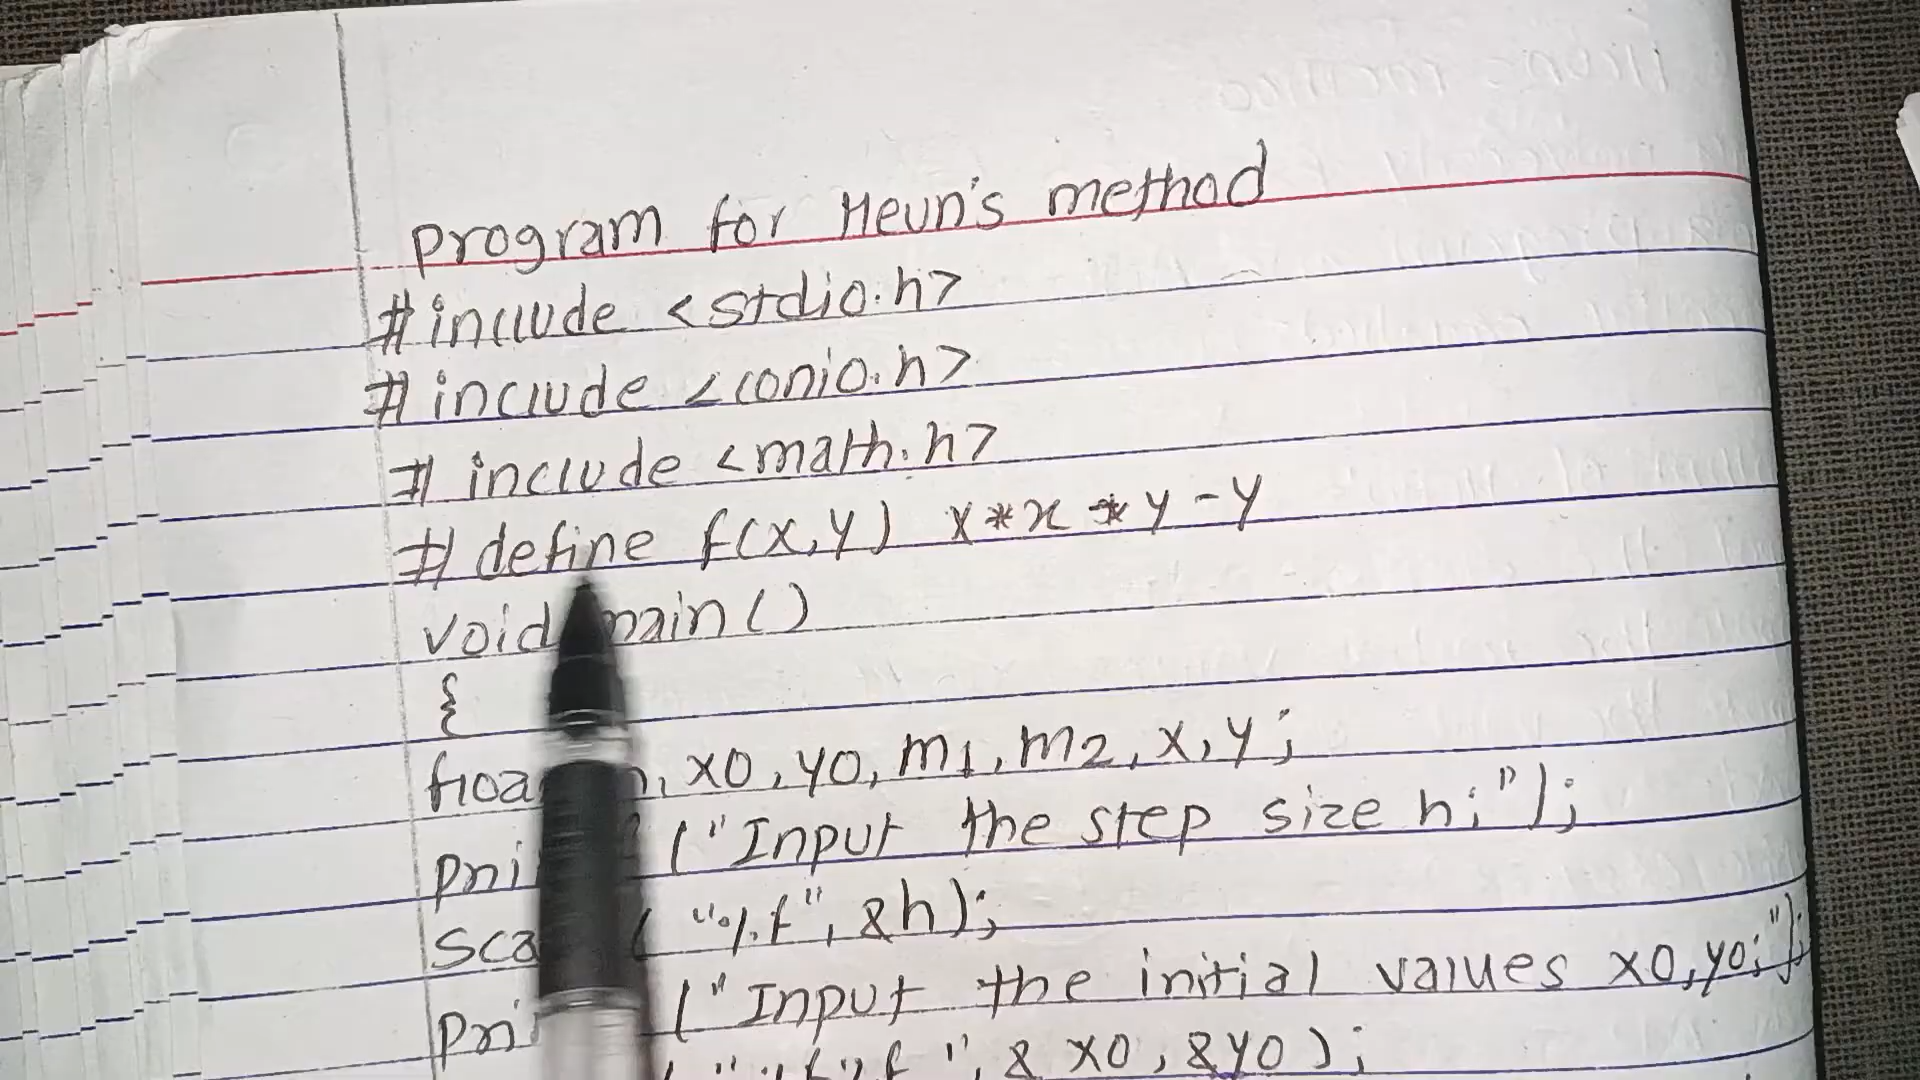 program for Heun's method
#include <stdio.h>
#include <conio.h>
# include <math.h>
# define f(x,y) x*x*y-y
void main()
{
x0,y0,m1,m2,x,y;
("Input the step size h:");
("%f",&h);
("Input the initial values x0,y0:");
,&x0,&y0);